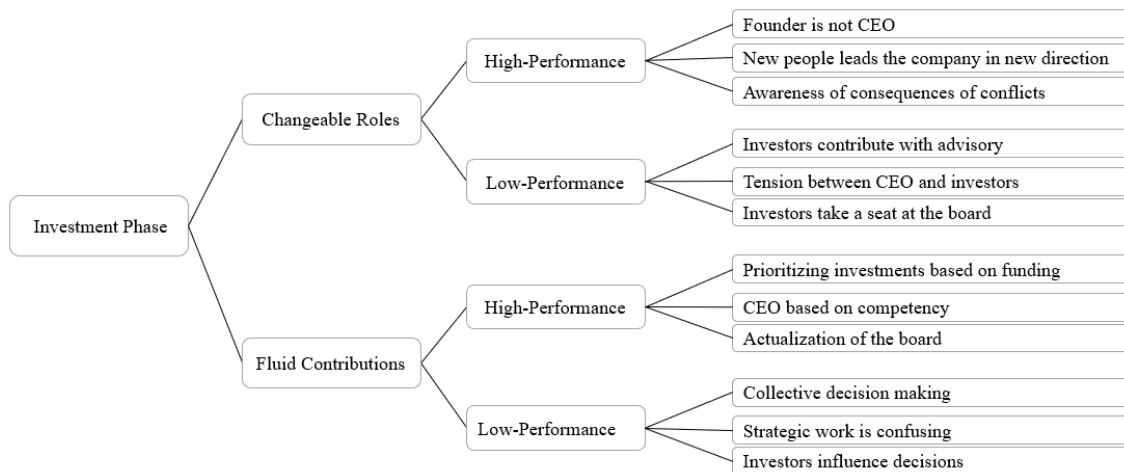 Founder is not CEO
High-Performance
New people leads the company in new direction
Awareness of consequences of conflicts
Changeable Roles
Investors contribute with advisory
Low-Performance
Tension between CEO and investors
Investors take a seat at the board
Investment Phase
Prioritizing investments based on funding
High-Performance
CEO based on competency
Actualization of the board
Fluid Contributions
Collective decision making
Low-Performance
Strategic work is confusing
Investors influence decisions